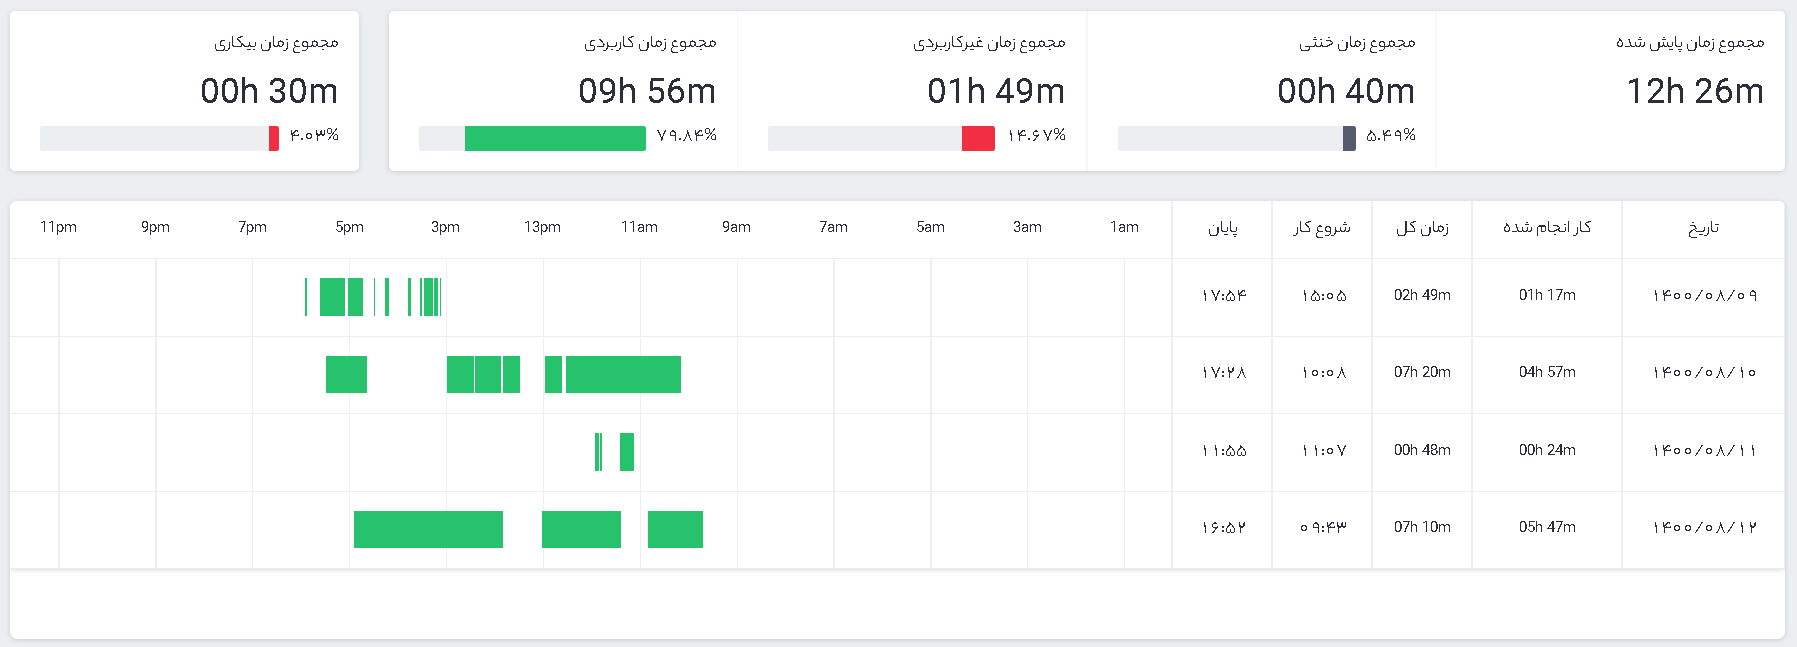 مجموع زمان پایش شده
12h 26m
مجموع زمان خنثی
00h 40m
۵.۴۹%
مجموع زمان غیرکاربردی
01h 49m
۱۴.۶۷%
مجموع زمان کاربردی
09h 56m
۷۹.۸۴%
مجموع زمان بیکاری
00h 30m
۴.۰۳%
تاریخ کار انجام شده زمان کل شروع کار پایان 1am 3am 5am 7am 9am 11am 13pm 3pm 5pm 7pm 9pm 11pm
۱۴۰۰/۰۸/۰۹ 01h 17m 02h 49m ۱۵:۰۵ ۱۷:۵۴
۱۴۰۰/۰۸/۱۰ 04h 57m 07h 20m ۱۰:۰۸ ۱۷:۲۸
۱۴۰۰/۰۸/۱۱ 00h 24m 00h 48m ۱۱:۰۷ ۱۱:۵۵
۱۴۰۰/۰۸/۱۲ 05h 47m 07h 10m ۰۹:۴۳ ۱۶:۵۲